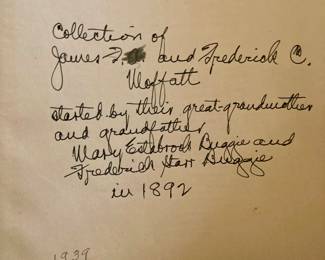 Collection of
James F. and Frederick C.
Moffatt
started by their great-grandmother
and grandfather,
Mary Estabrook Buggie and
Frederick Starr Buggie
in 1892
1939